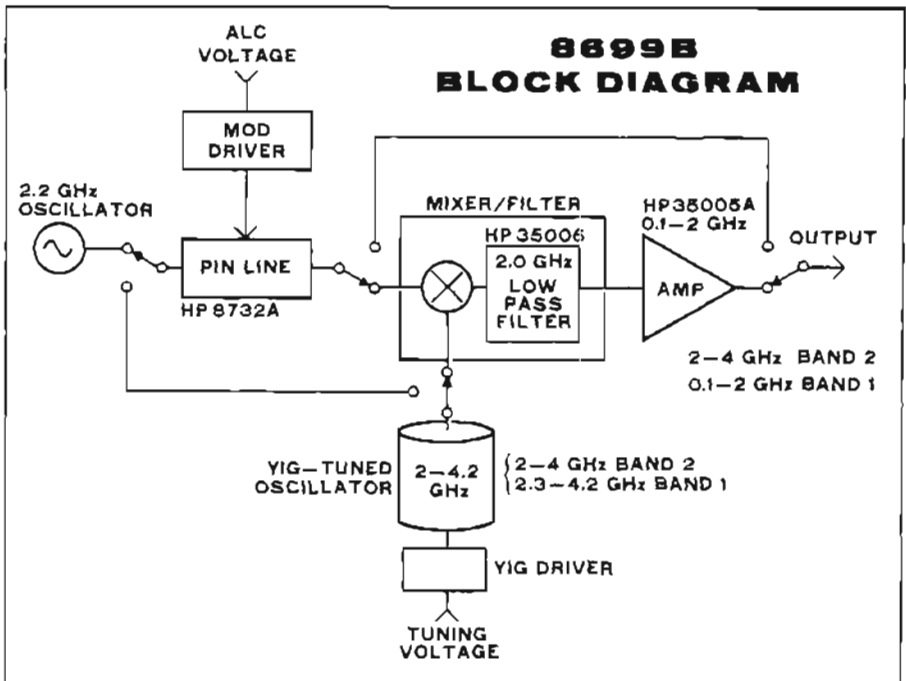 8699B
BLOCK DIAGRAM
ALC
VOLTAGE
MOD
DRIVER
2.2 GHz
OSCILLATOR
PIN LINE
HP 8732A
MIXER/FILTER
HP 35006
2.0 GHz
LOW
PASS
FILTER
HP35005A
0.1–2 GHz
AMP
OUTPUT
2–4 GHz BAND 2
0.1–2 GHz BAND 1
YIG–TUNED
OSCILLATOR
2–4.2
GHz
2–4 GHz BAND 2
2.3–4.2 GHz BAND 1
YIG DRIVER
TUNING
VOLTAGE